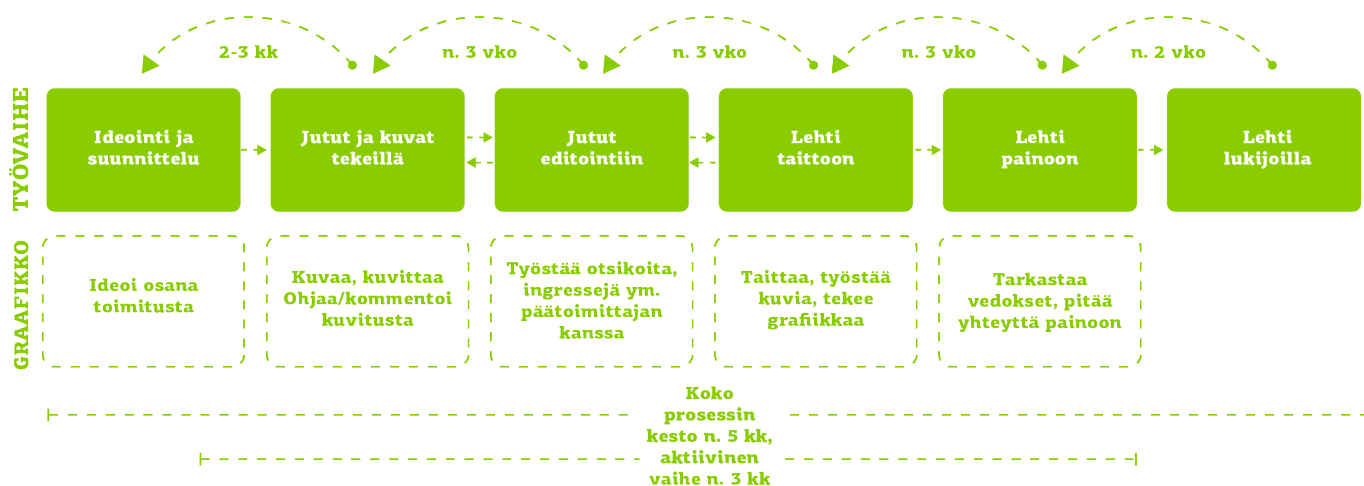 2-3 kk
n. 3 vko
n. 3 vko
n. 3 vko
n. 2 vko
TYÖVAIHE
Ideointi ja
suunnittelu
Jutut ja kuvat
tekeillä
Jutut
editointiin
Lehti
taittoon
Lehti
painoon
Lehti
lukijoilla
GRAAFIKKO
Ideoi osana
toimitusta
Kuvaa, kuvittaa
Ohjaa/kommentoi
kuvitusta
Työstää otsikoita,
ingressejä ym.
päätoimittajan
kanssa
Taittaa, työstää
kuvia, tekee
grafiikkaa
Tarkastaa
vedokset, pitää
yhteyttä painoon
Koko
prosessin
kesto n. 5 kk,
aktiivinen
vaihe n. 3 kk